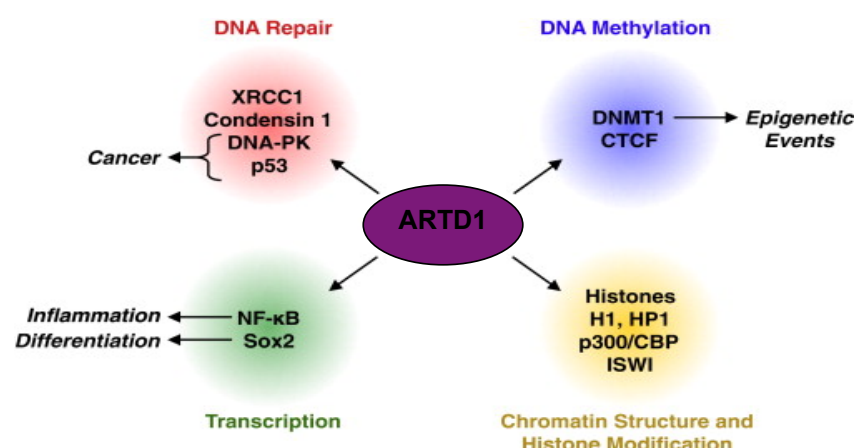 DNA Repair
XRCC1
Condensin 1
DNA-PK
p53
Cancer
DNA Methylation
DNMT1
CTCF
Epigenetic
Events
ARTD1
Inflammation
Differentiation
NF-κB
Sox2
Transcription
Histones
H1, HP1
p300/CBP
ISWI
Chromatin Structure and
Histone Modification